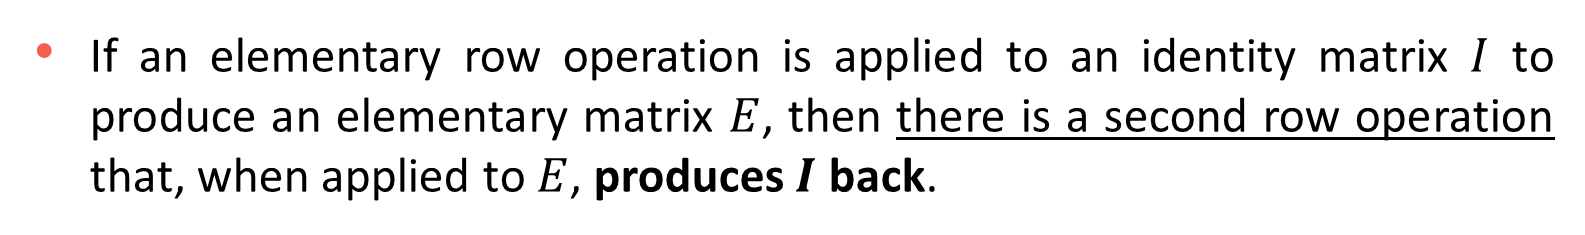 • If an elementary row operation is applied to an identity matrix I to
produce an elementary matrix E, then there is a second row operation
that, when applied to E, produces I back.